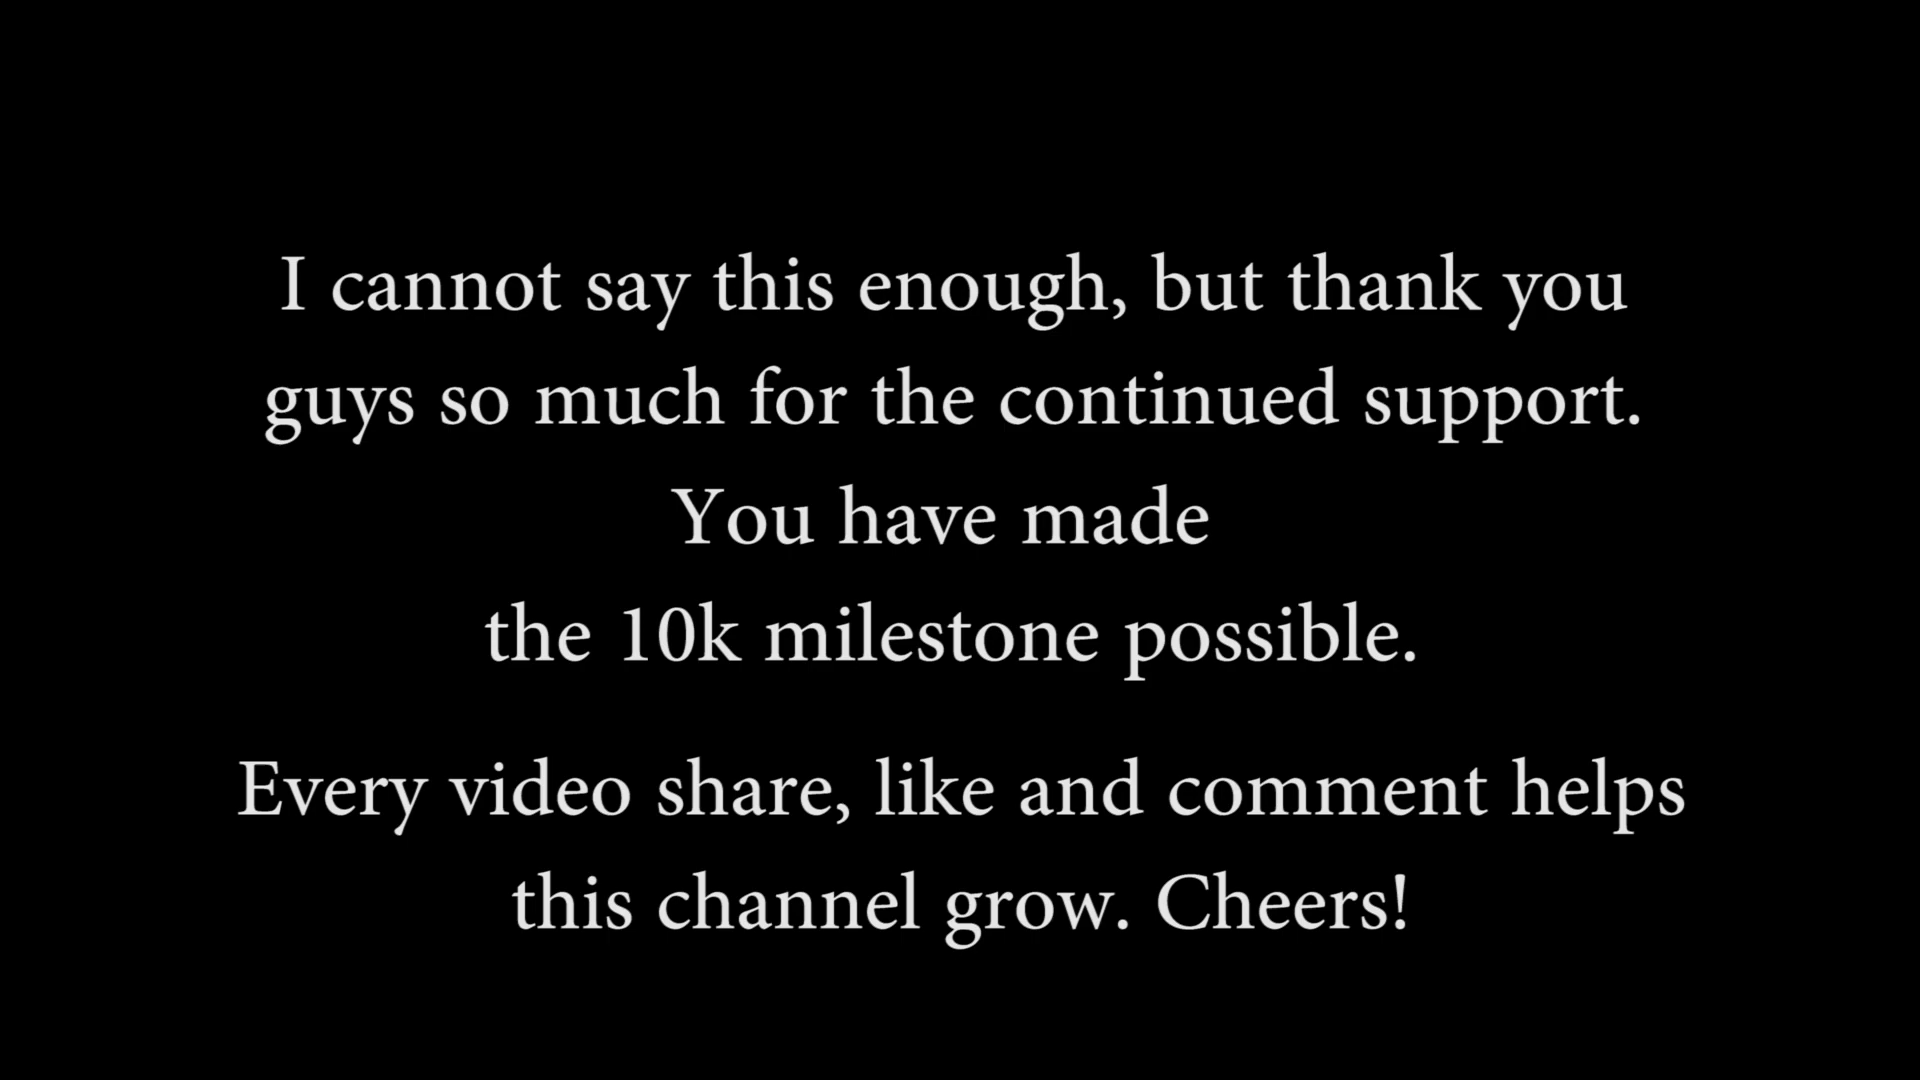 I cannot say this enough, but thank you
guys so much for the continued support.
You have made
the 10k milestone possible.
Every video share, like and comment helps
this channel grow. Cheers!